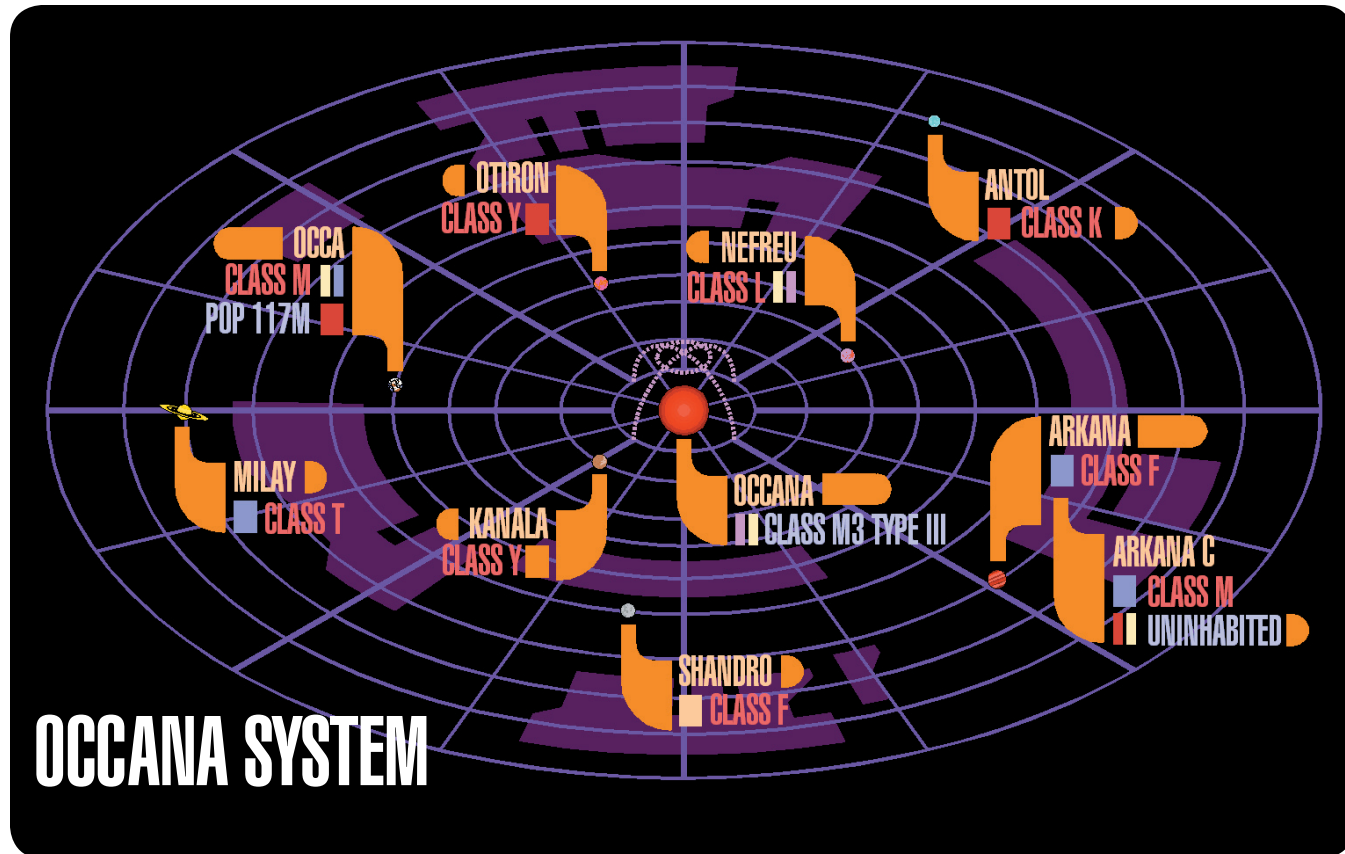 OTIRON
CLASS Y
ANTOL
CLASS K
OCCA
CLASS M
POP 117M
NEFREU
CLASS L
ARKANA
CLASS F
MILAY
CLASS T
OCCANA
CLASS M3 TYPE III
KANALA
CLASS Y
ARKANA C
CLASS M
UNINHABITED
SHANDRO
CLASS F
OCCANA SYSTEM